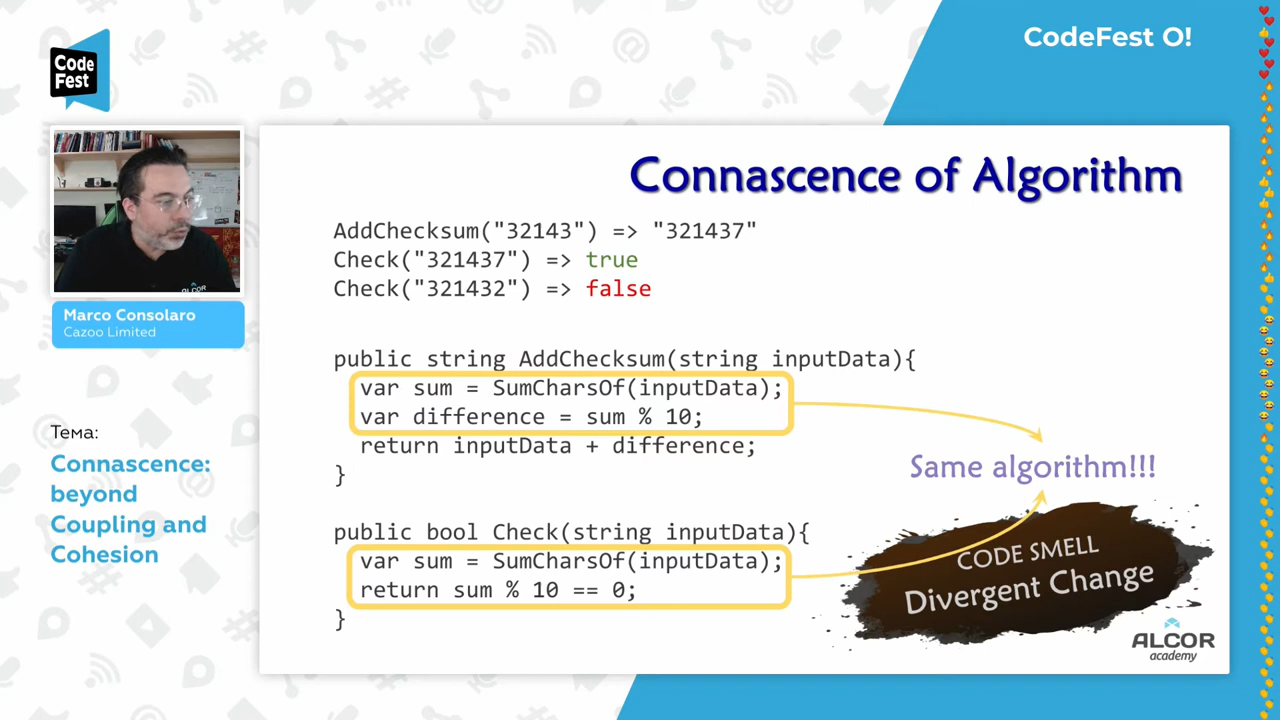 CodeFest O!
Code
Fest
Marco Consolaro
Cazoo Limited
Тема:
Connascence:
beyond
Coupling and
Cohesion
Connascence of Algorithm
AddChecksum("32143") => "321437"
Check("321437") => true
Check("321432") => false
public string AddChecksum(string inputData){
var sum = SumCharsOf(inputData);
var difference = sum % 10;
return inputData + difference;
}
public bool Check(string inputData){
var sum = SumCharsOf(inputData);
return sum % 10 == 0;
}
Same algorithm!!!
CODE SMELL
Divergent Change
ALCOR
academy
ALCOR